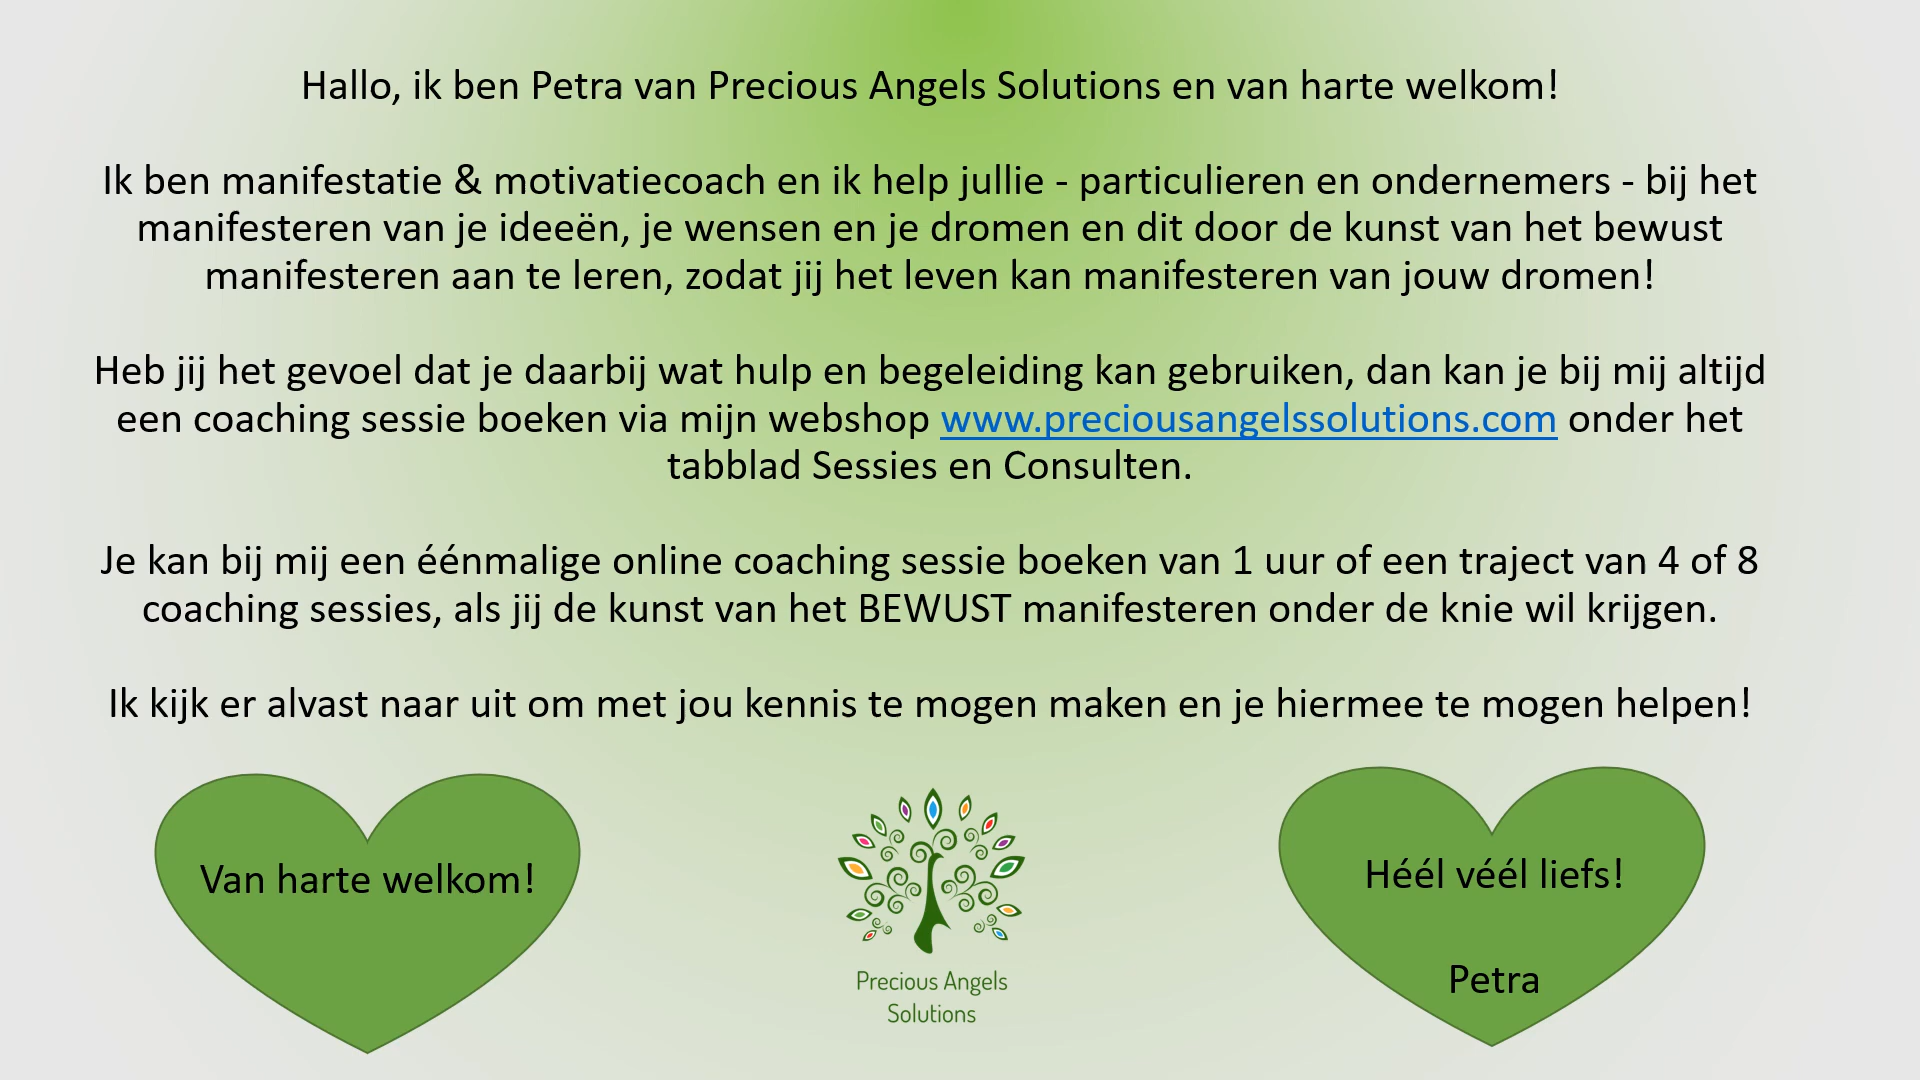 Hallo, ik ben Petra van Precious Angels Solutions en van harte welkom!
Ik ben manifestatie & motivatiecoach en ik help jullie - particulieren en ondernemers - bij het
manifesteren van je ideeën, je wensen en je dromen en dit door de kunst van het bewust
manifesteren aan te leren, zodat jij het leven kan manifesteren van jouw dromen!
Heb jij het gevoel dat je daarbij wat hulp en begeleiding kan gebruiken, dan kan je bij mij altijd
een coaching sessie boeken via mijn webshop www.preciousangelssolutions.com onder het
tabblad Sessies en Consulten.
Je kan bij mij een éénmalige online coaching sessie boeken van 1 uur of een traject van 4 of 8
coaching sessies, als jij de kunst van het BEWUST manifesteren onder de knie wil krijgen.
Ik kijk er alvast naar uit om met jou kennis te mogen maken en je hiermee te mogen helpen!
Van harte welkom!
Precious Angels
Solutions
Héél véél liefs!
Petra